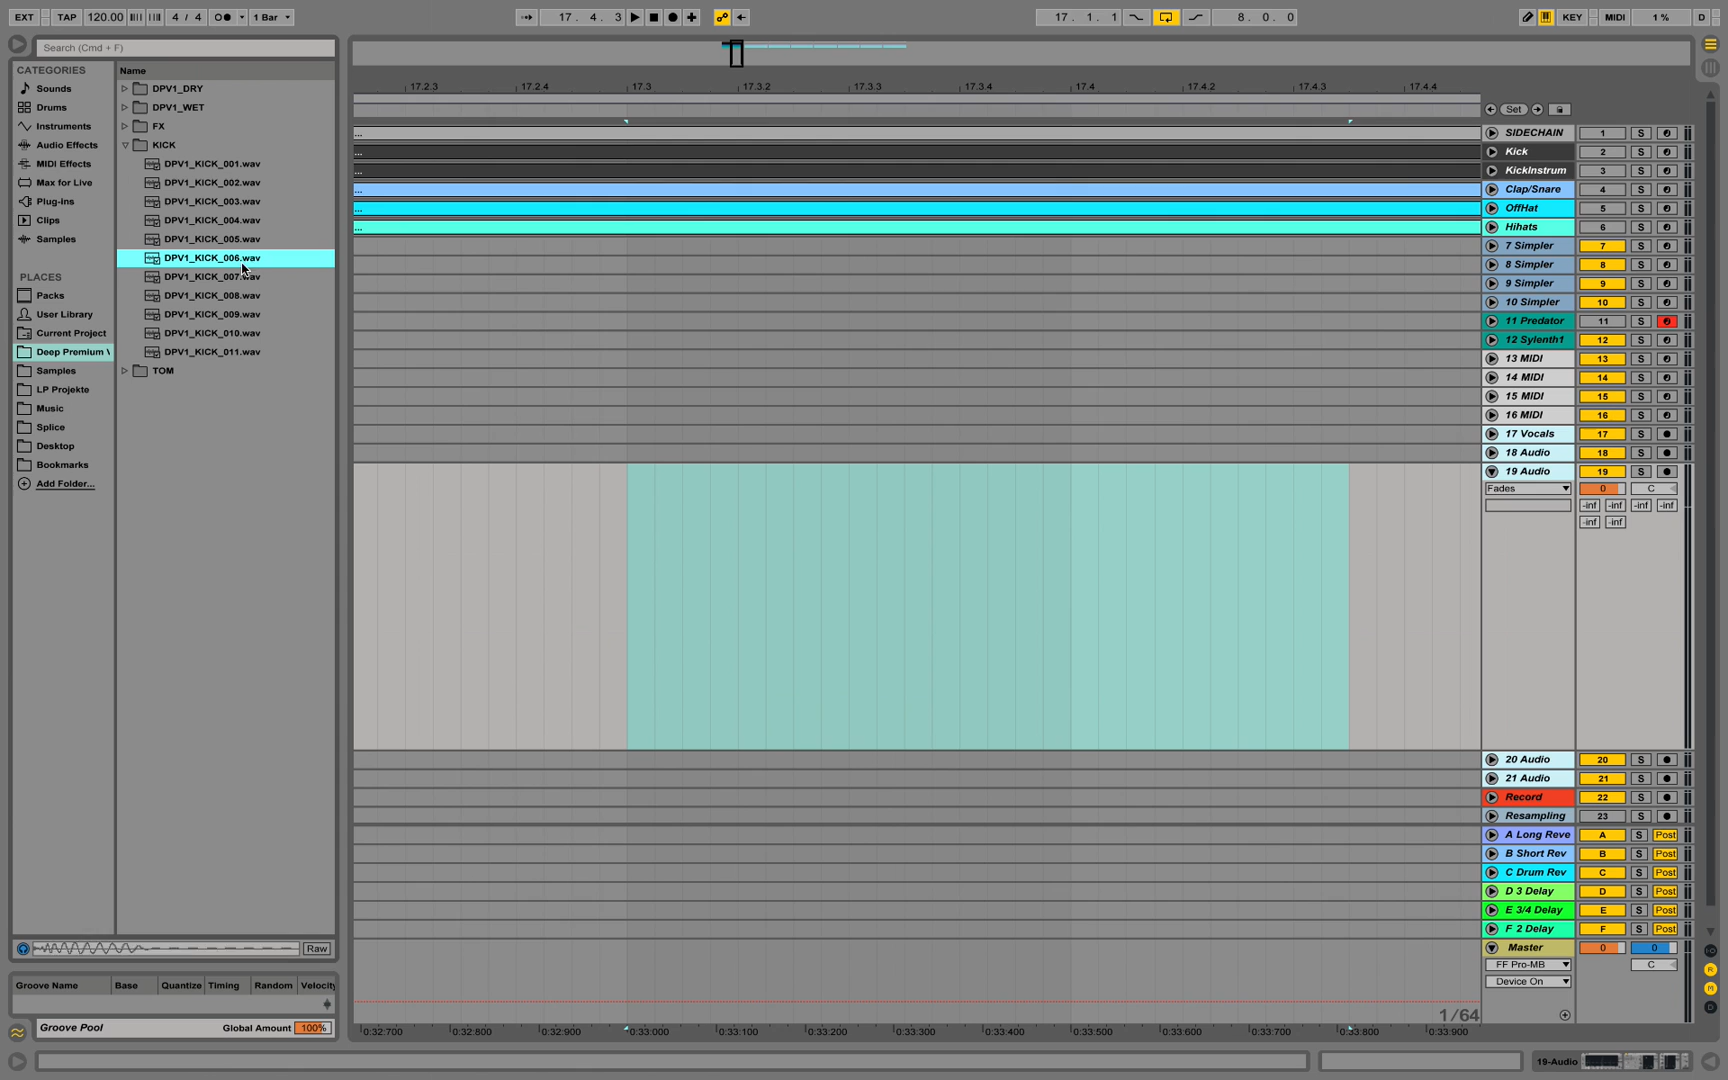 EXT TAP 120.00 4 / 4 1 Bar 17. 4. 3 17. 1. 1 8. 0. 0 KEY MIDI 1 % D
Search (Cmd + F)
CATEGORIES
Sounds
Drums
Instruments
Audio Effects
MIDI Effects
Max for Live
Plug-ins
Clips
Samples
PLACES
Packs
User Library
Current Project
Deep Premium V
Samples
LP Projekte
Music
Splice
Desktop
Bookmarks
Add Folder...
Name
DPV1_DRY
DPV1_WET
FX
KICK
DPV1_KICK_001.wav
DPV1_KICK_002.wav
DPV1_KICK_003.wav
DPV1_KICK_004.wav
DPV1_KICK_005.wav
DPV1_KICK_006.wav
DPV1_KICK_007.wav
DPV1_KICK_008.wav
DPV1_KICK_009.wav
DPV1_KICK_010.wav
DPV1_KICK_011.wav
TOM
Raw
Groove Name Base Quantize Timing Random Velocity
Groove Pool Global Amount 100%
17.2.3 17.2.4 17.3 17.3.2 17.3.3 17.3.4 17.4 17.4.2 17.4.3 17.4.4
Set
... SIDECHAIN 1 S
... Kick 2 S
... KickInstrum 3 S
... Clap/Snare 4 S
... OffHat 5 S
... Hihats 6 S
7 Simpler 7 S
8 Simpler 8 S
9 Simpler 9 S
10 Simpler 10 S
11 Predator 11 S
12 Sylenth1 12 S
13 MIDI 13 S
14 MIDI 14 S
15 MIDI 15 S
16 MIDI 16 S
17 Vocals 17 S
18 Audio 18 S
19 Audio 19 S
Fades 0 C
-inf -inf -inf -inf
-inf -inf
20 Audio 20 S
21 Audio 21 S
Record 22 S
Resampling 23 S
A Long Reve A S Post
B Short Rev B S Post
C Drum Rev C S Post
D 3 Delay D S Post
E 3/4 Delay E S Post
F 2 Delay F S Post
Master 0 0
FF Pro-MB C
Device On
1/64
0:32:700 0:32:800 0:32:900 0:33:000 0:33:100 0:33:200 0:33:300 0:33:400 0:33:500 0:33:600 0:33:700 0:33:800 0:33:900
R
M
D
19-Audio